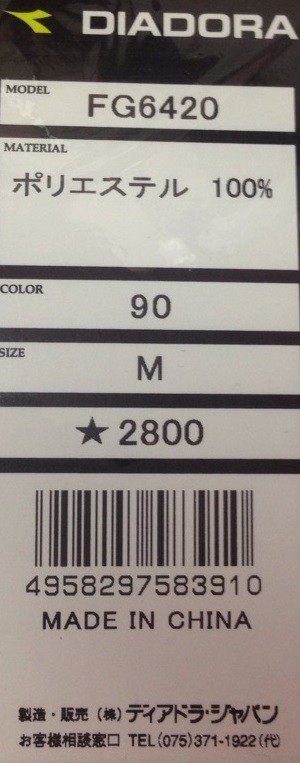 DIADORA
MODEL
FG6420
MATERIAL
ポリエステル 100%
COLOR
90
SIZE
M
★2800
4958297583910
MADE IN CHINA
製造・販売 (株) ディアドラ・ジャパン
お客様相談窓口 TEL(075)371-1922(代)